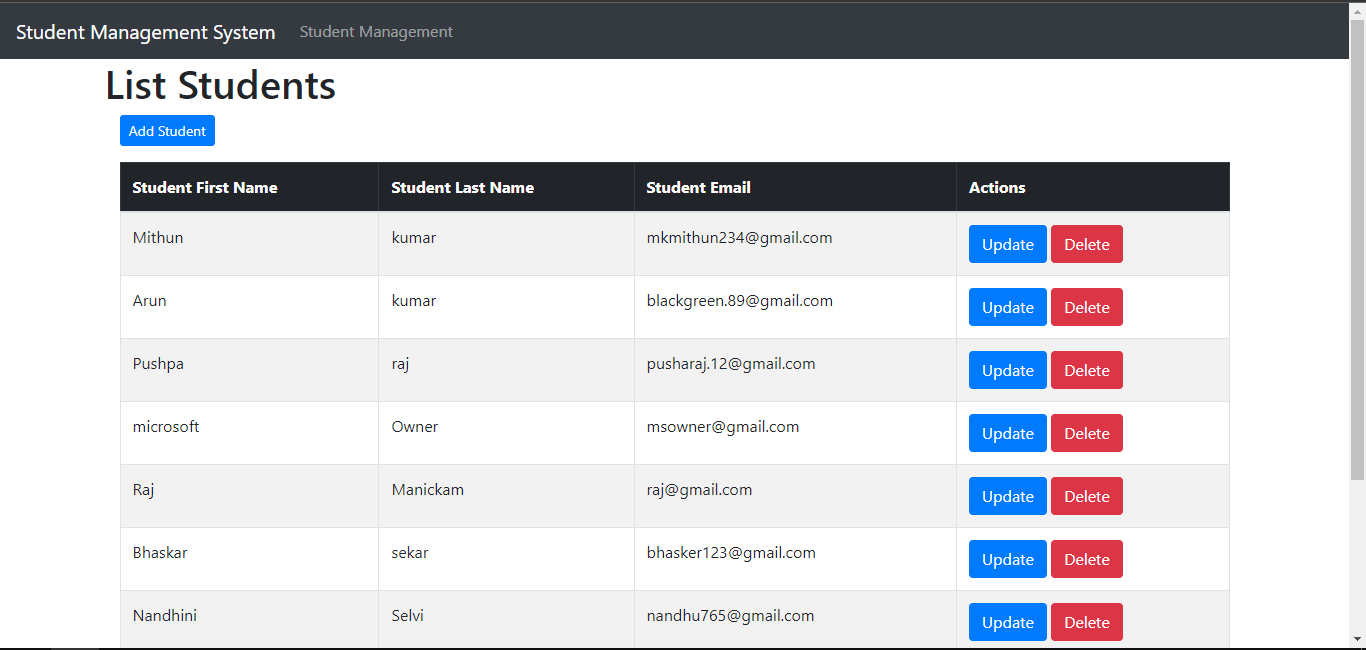 Student Management System Student Management
List Students
Add Student
Student First Name Student Last Name Student Email Actions
Mithun kumar mkmithun234@gmail.com Update Delete
Arun kumar blackgreen.89@gmail.com Update Delete
Pushpa raj pusharaj.12@gmail.com Update Delete
microsoft Owner msowner@gmail.com Update Delete
Raj Manickam raj@gmail.com Update Delete
Bhaskar sekar bhasker123@gmail.com Update Delete
Nandhini Selvi nandhu765@gmail.com Update Delete